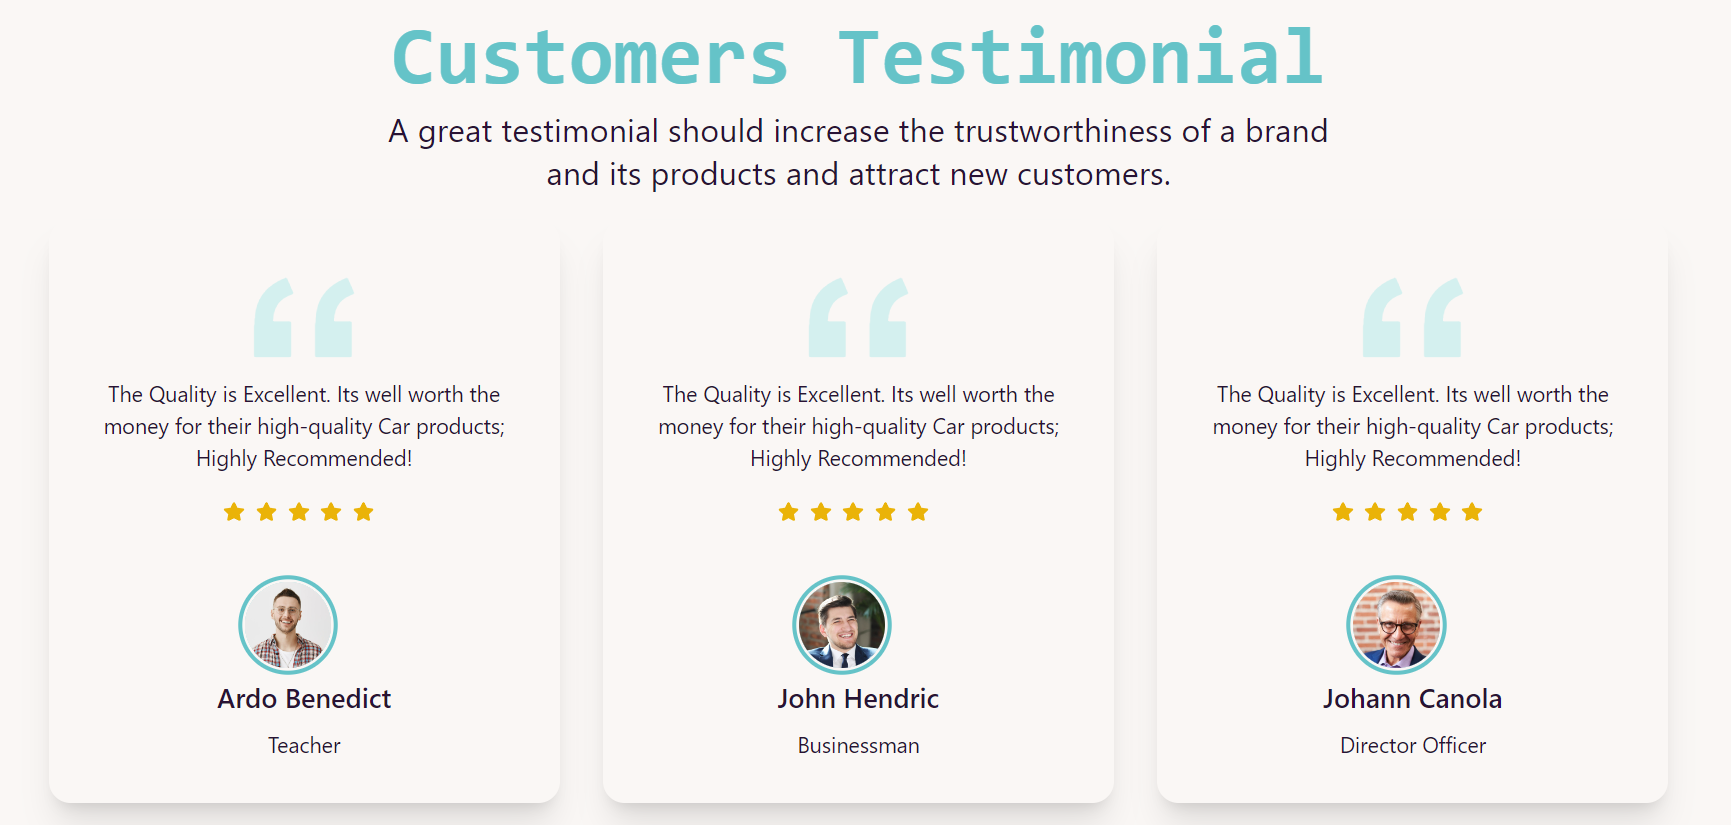 Customers Testimonial
A great testimonial should increase the trustworthiness of a brand
and its products and attract new customers.
The Quality is Excellent. Its well worth the
money for their high-quality Car products;
Highly Recommended!
Ardo Benedict
Teacher
The Quality is Excellent. Its well worth the
money for their high-quality Car products;
Highly Recommended!
John Hendric
Businessman
The Quality is Excellent. Its well worth the
money for their high-quality Car products;
Highly Recommended!
Johann Canola
Director Officer